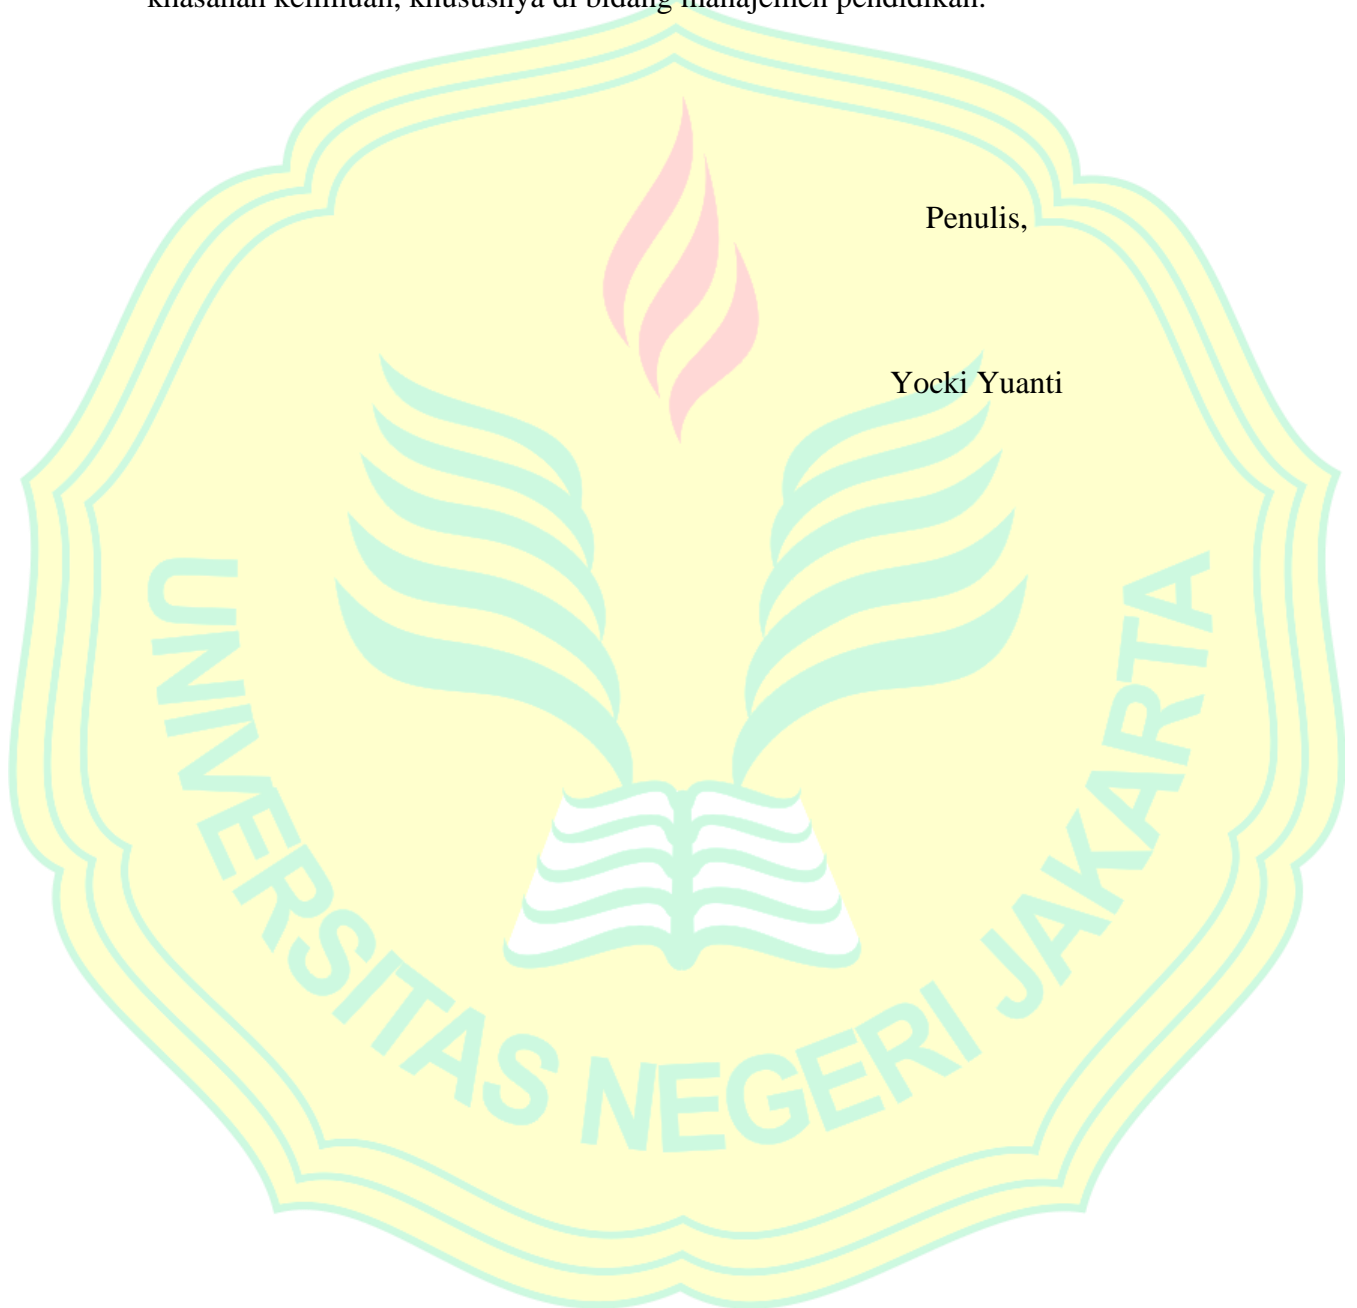 khasanah keilmuan, khususnya di bidang manajemen pendidikan.
Penulis,
Yocki Yuanti
UNIVERSITAS NEGERI JAKARTA